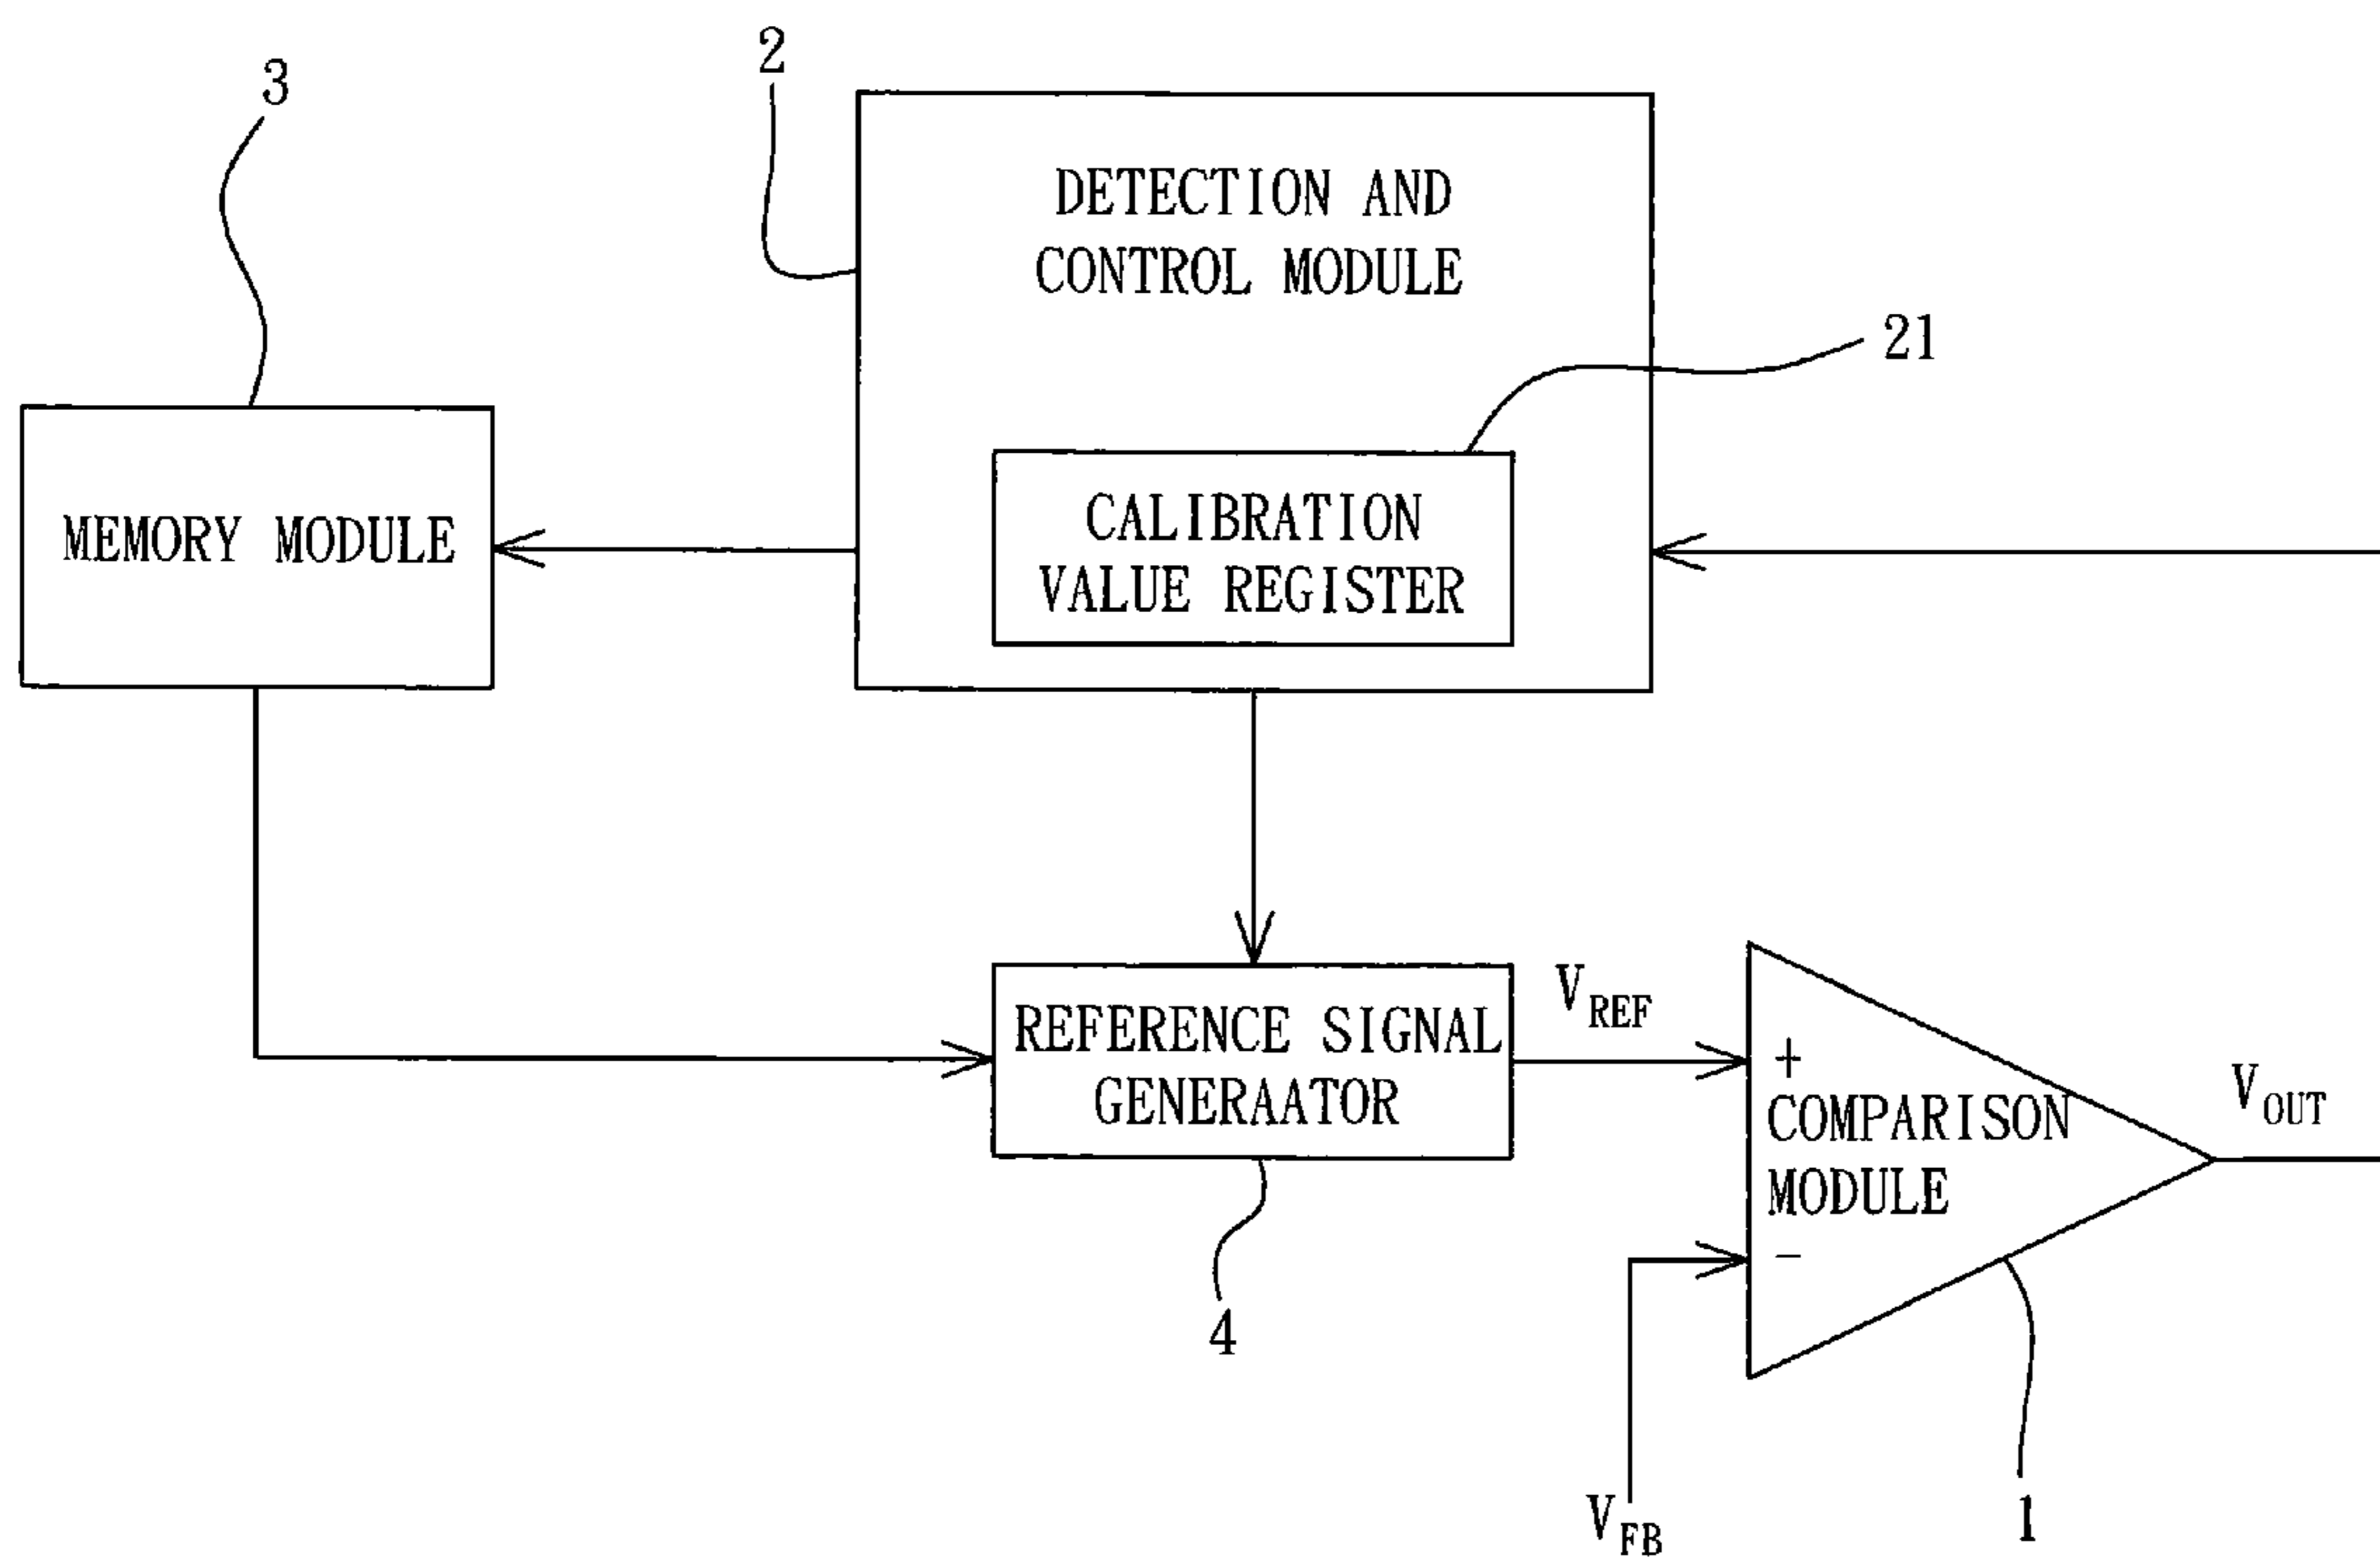 2
3
DETECTION AND
CONTROL MODULE
21
CALIBRATION
VALUE REGISTER
MEMORY MODULE
REFERENCE SIGNAL
GENERAATOR
4
VREF
+
COMPARISON
MODULE
-
VOUT
VFB
1